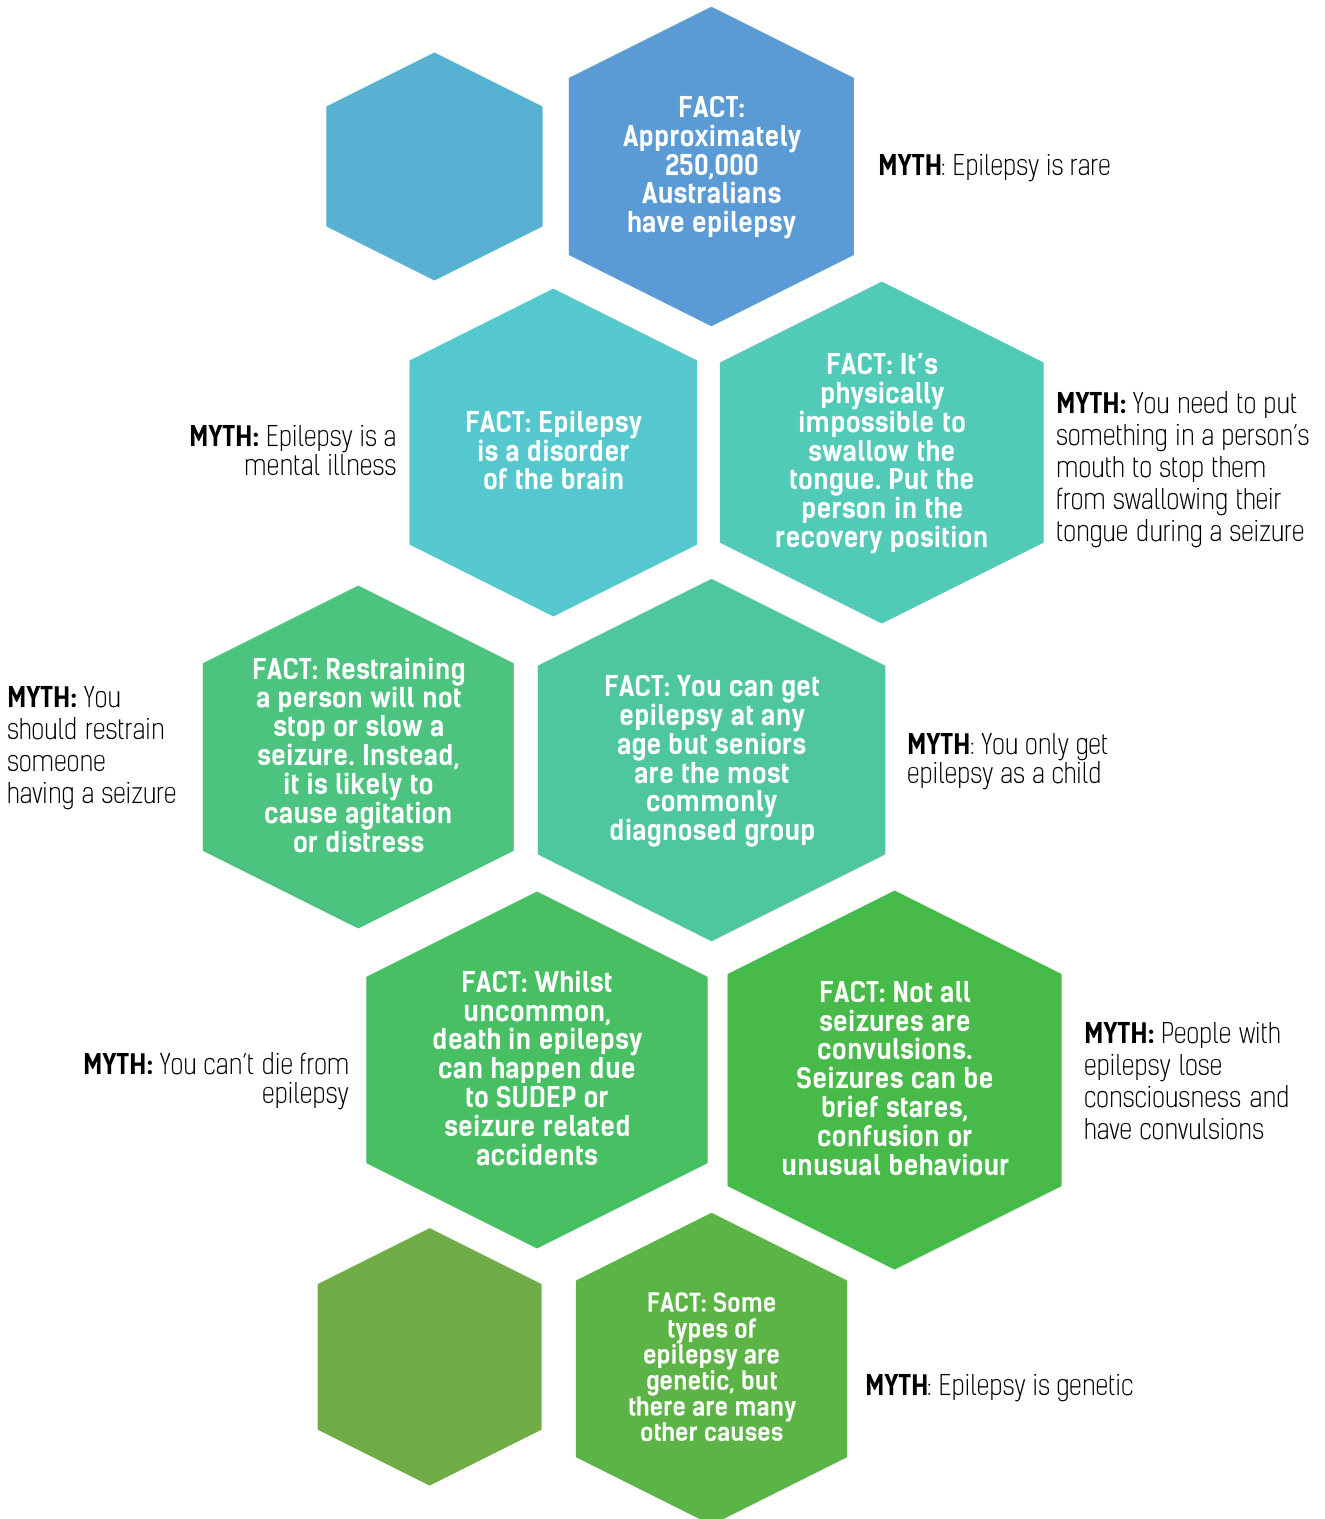 FACT:
Approximately
250,000
Australians
have epilepsy
MYTH: Epilepsy is rare
MYTH: Epilepsy is a
mental illness
FACT: Epilepsy
is a disorder
of the brain
FACT: It's
physically
impossible to
swallow the
tongue. Put the
person in the
recovery position
MYTH: You need to put
something in a person's
mouth to stop them
from swallowing their
tongue during a seizure
MYTH: You
should restrain
someone
having a seizure
FACT: Restraining
a person will not
stop or slow a
seizure. Instead,
it is likely to
cause agitation
or distress
FACT: You can get
epilepsy at any
age but seniors
are the most
commonly
diagnosed group
MYTH: You only get
epilepsy as a child
MYTH: You can't die from
epilepsy
FACT: Whilst
uncommon,
death in epilepsy
can happen due
to SUDEP or
seizure related
accidents
FACT: Not all
seizures are
convulsions.
Seizures can be
brief stares,
confusion or
unusual behaviour
MYTH: People with
epilepsy lose
consciousness and
have convulsions
FACT: Some
types of
epilepsy are
genetic, but
there are many
other causes
MYTH: Epilepsy is genetic